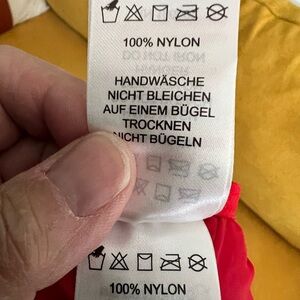 100% NYLON
HANDWÄSCHE
NICHT BLEICHEN
AUF EINEM BÜGEL
TROCKNEN
NICHT BÜGELN
100% NYLON